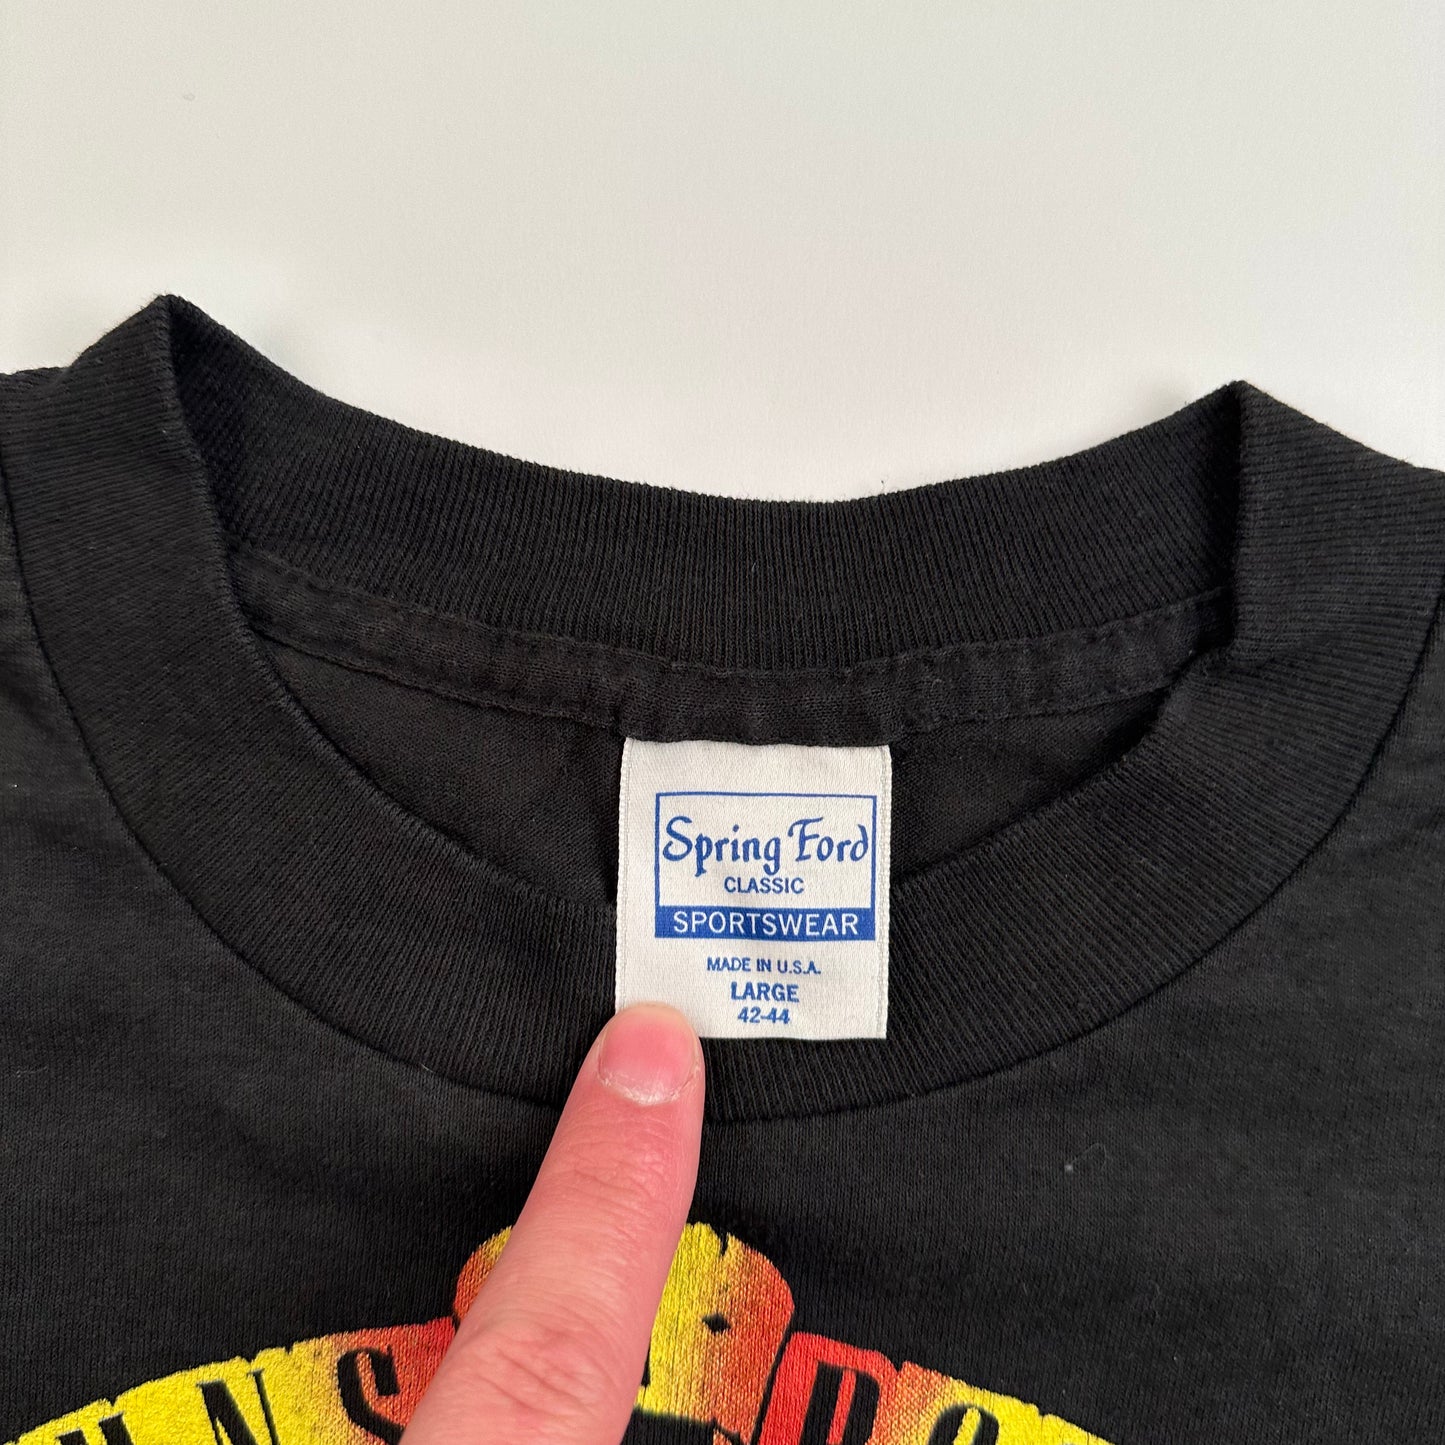 Spring Ford
CLASSIC
SPORTSWEAR
MADE IN U.S.A.
LARGE
42-44